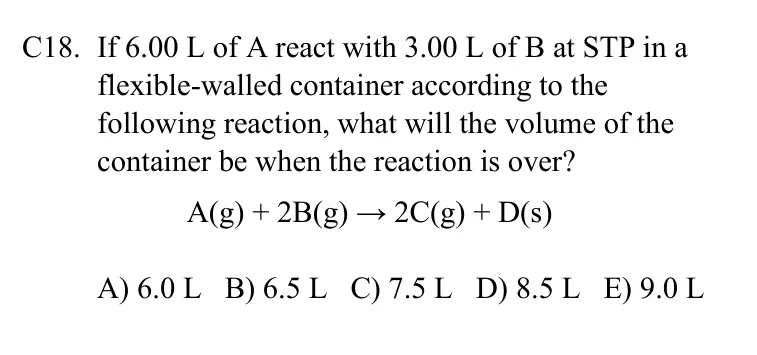 C18. If 6.00 L of A react with 3.00 L of B at STP in a
flexible-walled container according to the
following reaction, what will the volume of the
container be when the reaction is over?
A(g) + 2B(g) → 2C(g) + D(s)
A) 6.0 L B) 6.5 L C) 7.5 L D) 8.5 L E) 9.0 L